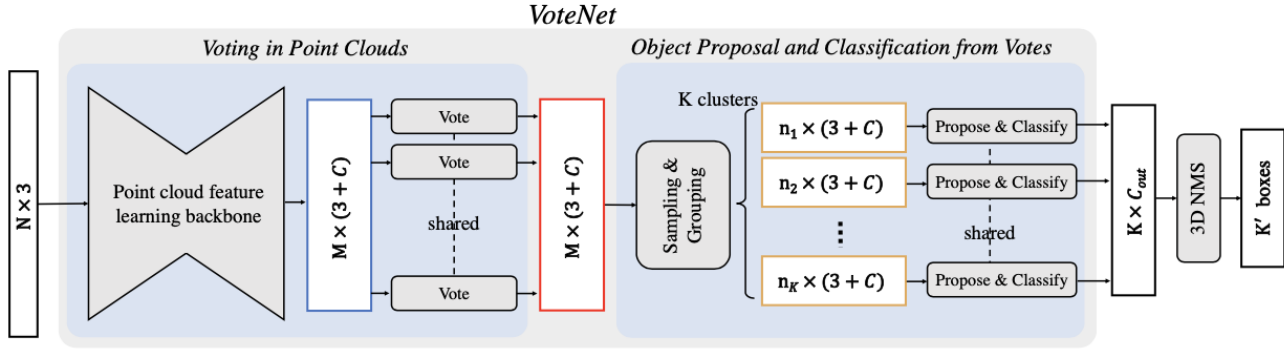 VoteNet
Voting in Point Clouds
Object Proposal and Classification from Votes
N × 3
Point cloud feature
learning backbone
M × (3 + C)
Vote
Vote
shared
Vote
M × (3 + C)
Sampling &
Grouping
K clusters
n₁ × (3 + C)
n₂ × (3 + C)
⋮
n_K × (3 + C)
Propose & Classify
Propose & Classify
shared
Propose & Classify
K × C_out
3D NMS
K′ boxes